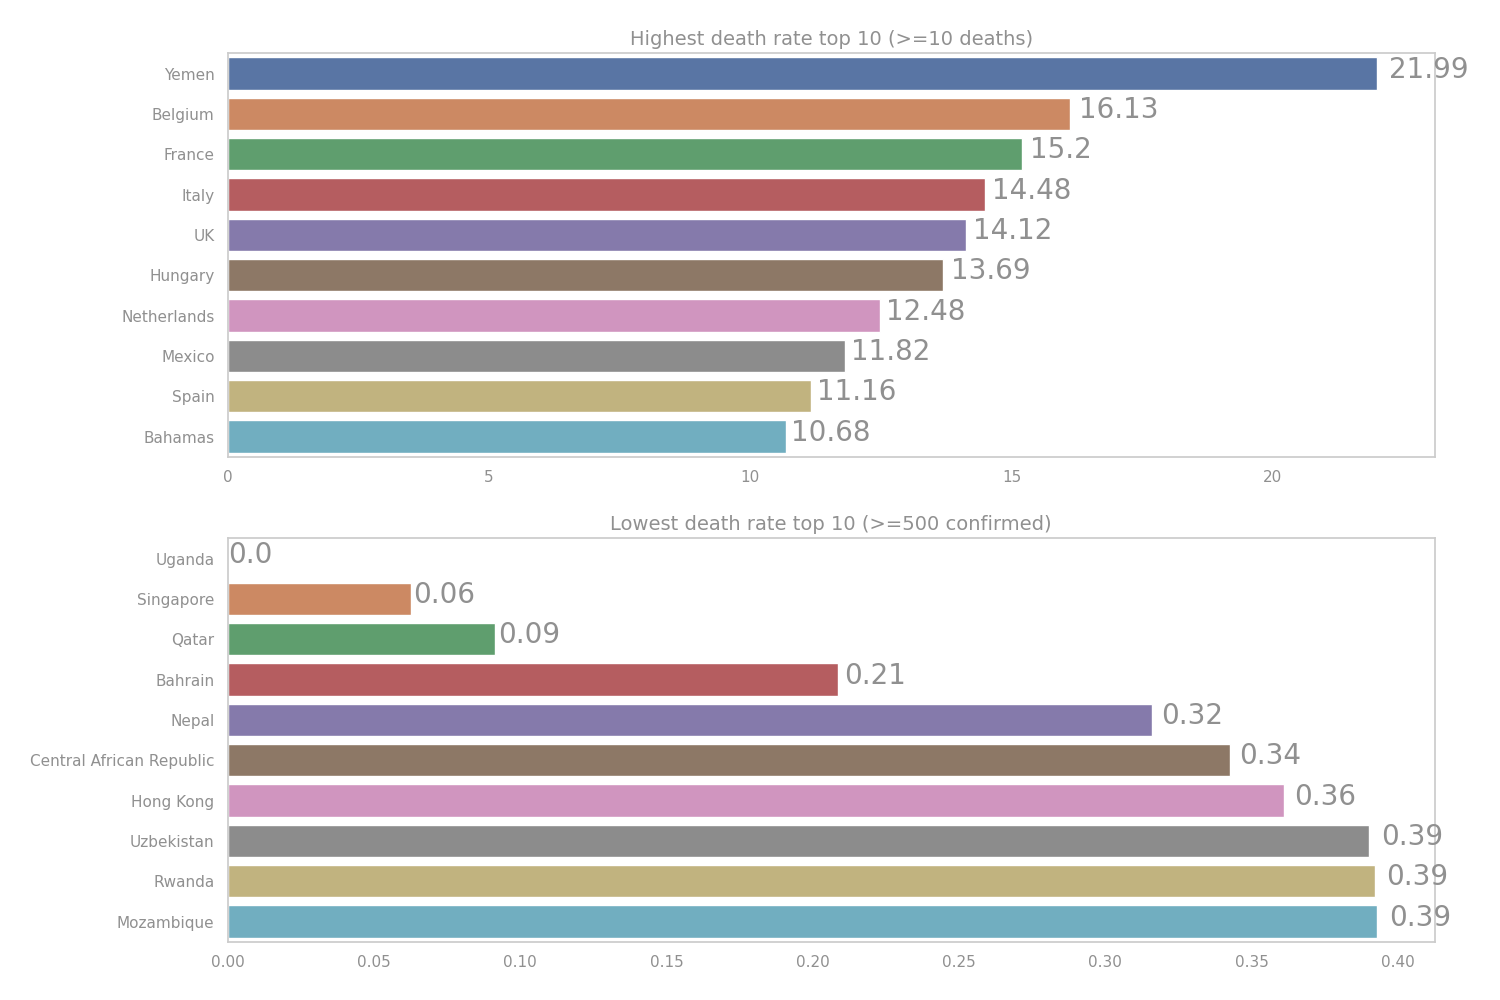 Highest death rate top 10 (>=10 deaths)
Yemen 21.99
Belgium 16.13
France 15.2
Italy 14.48
UK 14.12
Hungary 13.69
Netherlands 12.48
Mexico 11.82
Spain 11.16
Bahamas 10.68
0 5 10 15 20
Lowest death rate top 10 (>=500 confirmed)
Uganda 0.0
Singapore 0.06
Qatar 0.09
Bahrain 0.21
Nepal 0.32
Central African Republic 0.34
Hong Kong 0.36
Uzbekistan 0.39
Rwanda 0.39
Mozambique 0.39
0.00 0.05 0.10 0.15 0.20 0.25 0.30 0.35 0.40